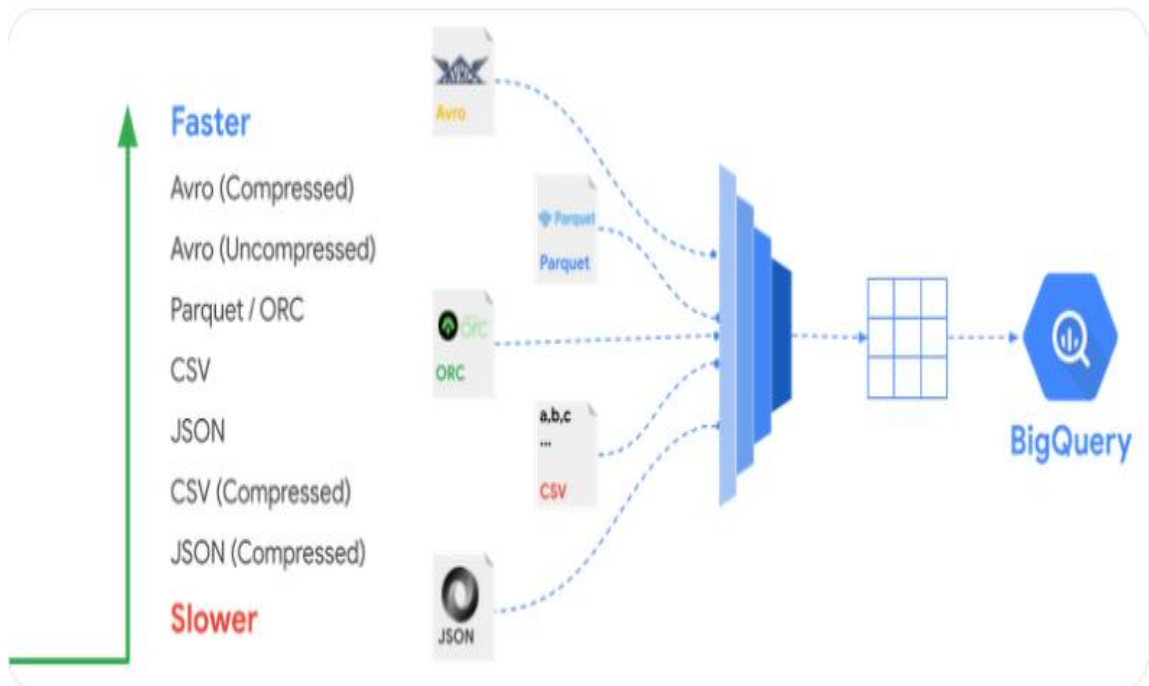 Faster
Avro (Compressed)
Avro (Uncompressed)
Parquet / ORC
CSV
JSON
CSV (Compressed)
JSON (Compressed)
Slower
AVRO
Avro
Parquet
Parquet
ORC
ORC
a,b,c
...
CSV
JSON
BigQuery